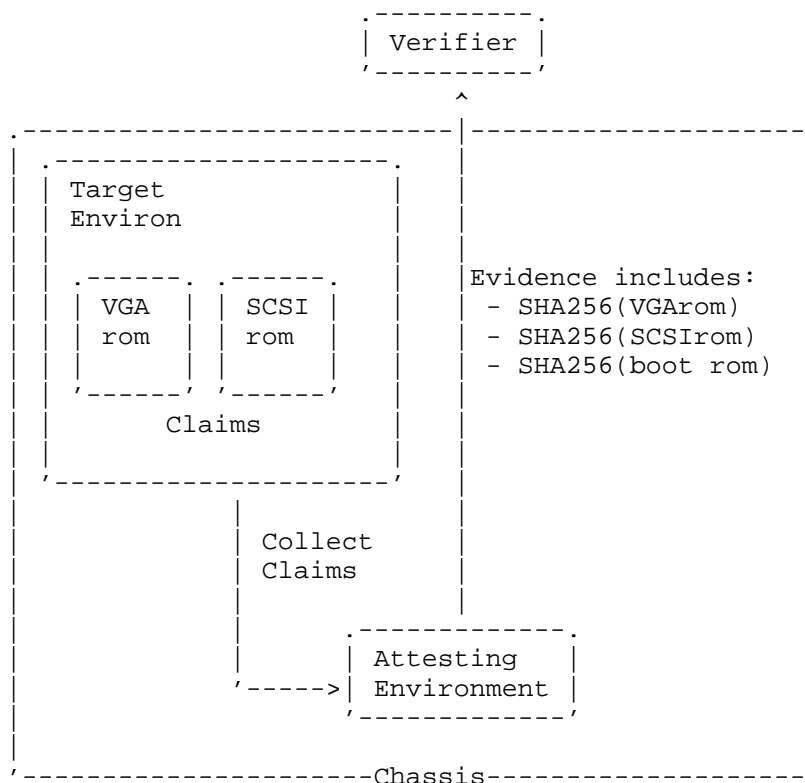 Verifier
Target
Environ
Evidence includes:
VGA SCSI - SHA256(VGArom)
rom rom - SHA256(SCSIrom)
- SHA256(boot rom)
Claims
Collect
Claims
Attesting
Environment
Chassis